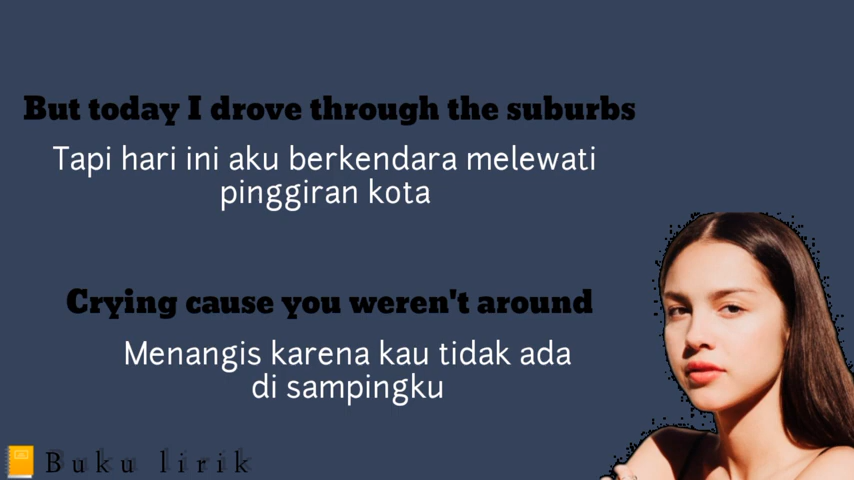 But today I drove through the suburbs
Tapi hari ini aku berkendara melewati
pinggiran kota
Crying cause you weren't around
Menangis karena kau tidak ada
di sampingku
Buku lirik